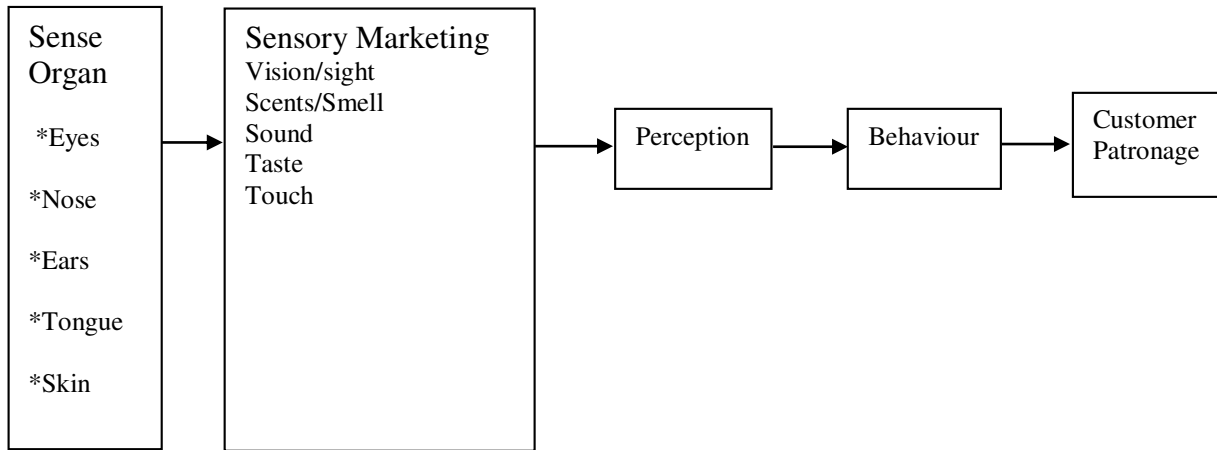 Sense
Organ
*Eyes
*Nose
*Ears
*Tongue
*Skin
Sensory Marketing
Vision/sight
Scents/Smell
Sound
Taste
Touch
Perception
Behaviour
Customer
Patronage